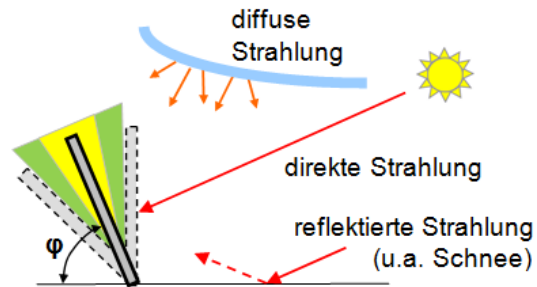 diffuse
Strahlung
direkte Strahlung
reflektierte Strahlung
(u.a. Schnee)
φ